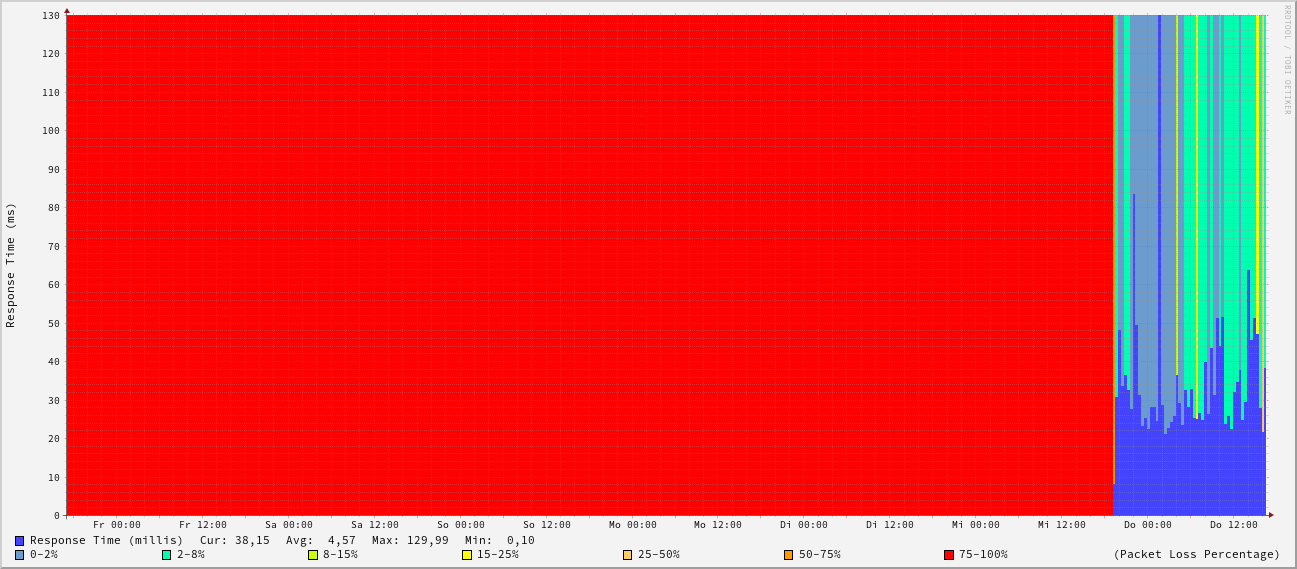 RRDTOOL / TOBI OETIKER
Response Time (ms)
130
120
110
100
90
80
70
60
50
40
30
20
10
0
Fr 00:00 Fr 12:00 Sa 00:00 Sa 12:00 So 00:00 So 12:00 Mo 00:00 Mo 12:00 Di 00:00 Di 12:00 Mi 00:00 Mi 12:00 Do 00:00 Do 12:00
Response Time (millis) Cur: 38,15 Avg: 4,57 Max: 129,99 Min: 0,10
0-2% 2-8% 8-15% 15-25% 25-50% 50-75% 75-100% (Packet Loss Percentage)